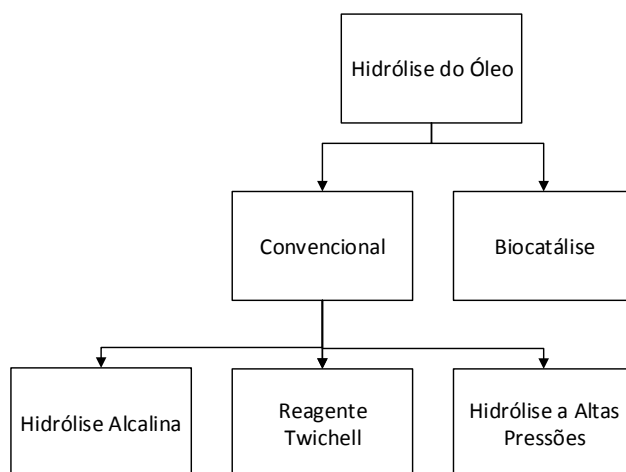 Hidrólise do Óleo
Convencional
Biocatálise
Hidrólise Alcalina
Reagente
Twichell
Hidrólise a Altas
Pressões